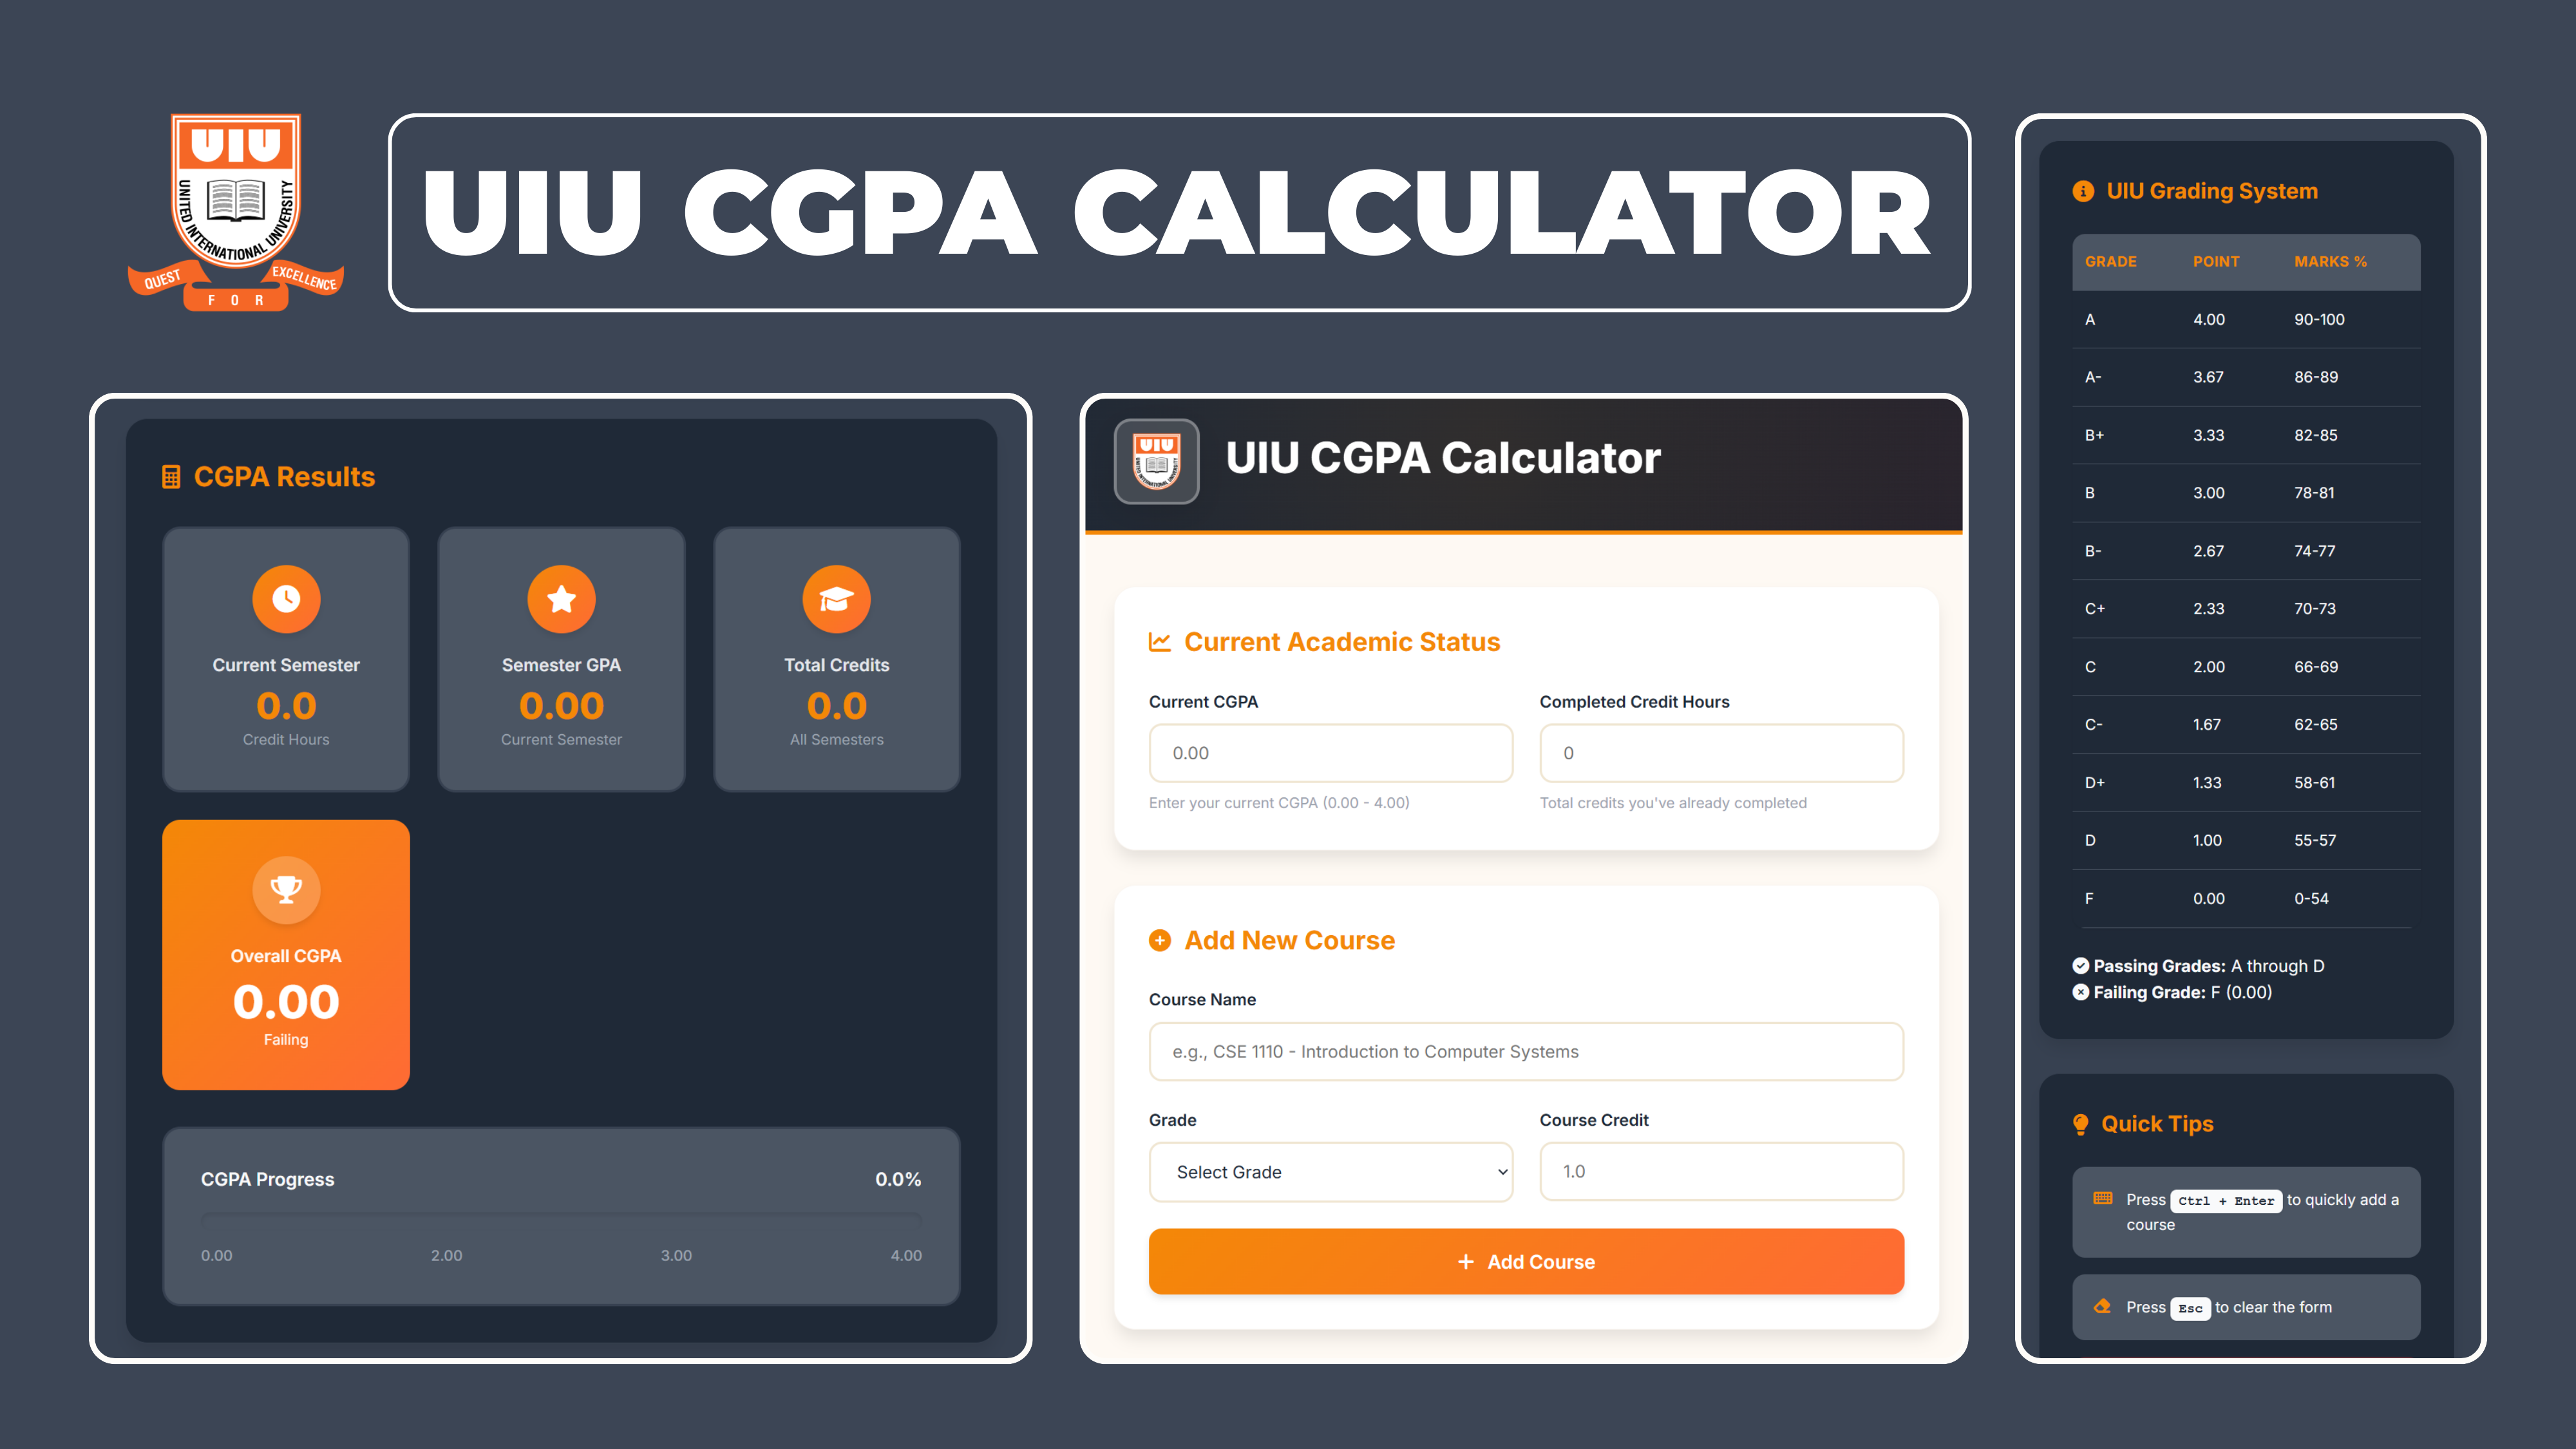 UIU
UNITED INTERNATIONAL UNIVERSITY
QUEST FOR EXCELLENCE
UIU CGPA CALCULATOR
CGPA Results
Current Semester
0.0
Credit Hours
Semester GPA
0.00
Current Semester
Total Credits
0.0
All Semesters
Overall CGPA
0.00
Failing
CGPA Progress 0.0%
0.00 2.00 3.00 4.00
UIU
UIU CGPA Calculator
Current Academic Status
Current CGPA
0.00
Enter your current CGPA (0.00 - 4.00)
Completed Credit Hours
0
Total credits you've already completed
Add New Course
Course Name
e.g., CSE 1110 - Introduction to Computer Systems
Grade
Select Grade
Course Credit
1.0
+ Add Course
UIU Grading System
GRADE POINT MARKS %
A 4.00 90-100
A- 3.67 86-89
B+ 3.33 82-85
B 3.00 78-81
B- 2.67 74-77
C+ 2.33 70-73
C 2.00 66-69
C- 1.67 62-65
D+ 1.33 58-61
D 1.00 55-57
F 0.00 0-54
Passing Grades: A through D
Failing Grade: F (0.00)
Quick Tips
Press Ctrl + Enter to quickly add a
course
Press Esc to clear the form